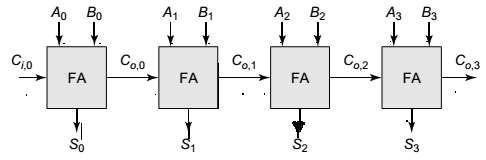 A0 B0 A1 B1 A2 B2 A3 B3
Ci,0 FA Co,0 FA Co,1 FA Co,2 FA Co,3
S0 S1 S2 S3